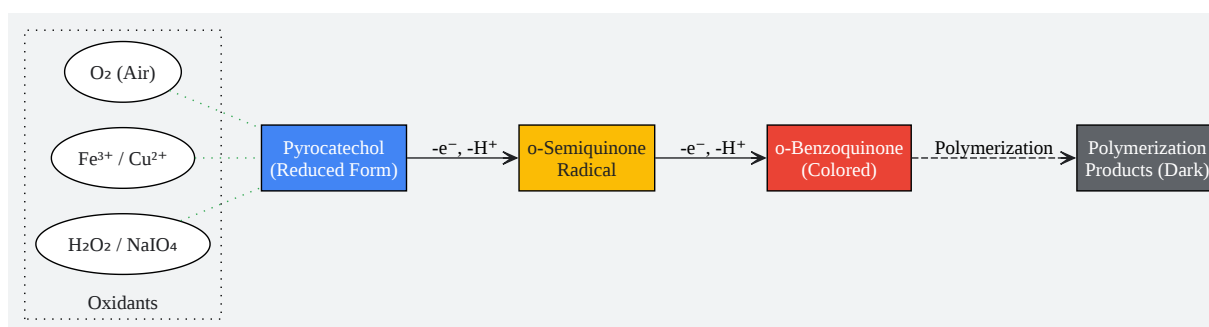 O₂ (Air)
Fe³⁺ / Cu²⁺
H₂O₂ / NaIO₄
Oxidants
Pyrocatechol
(Reduced Form)
-e⁻, -H⁺
o-Semiquinone
Radical
-e⁻, -H⁺
o-Benzoquinone
(Colored)
Polymerization
Polymerization
Products (Dark)